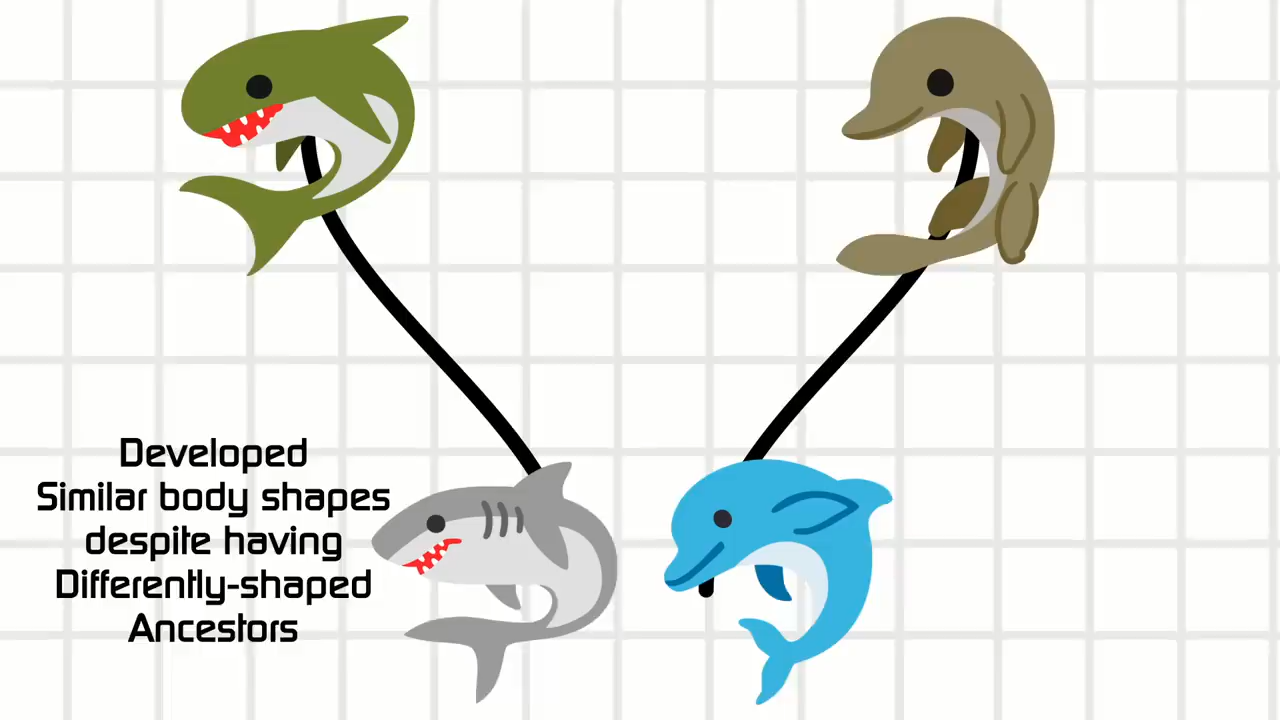 Developed
Similar body shapes
despite having
Differently-shaped
Ancestors